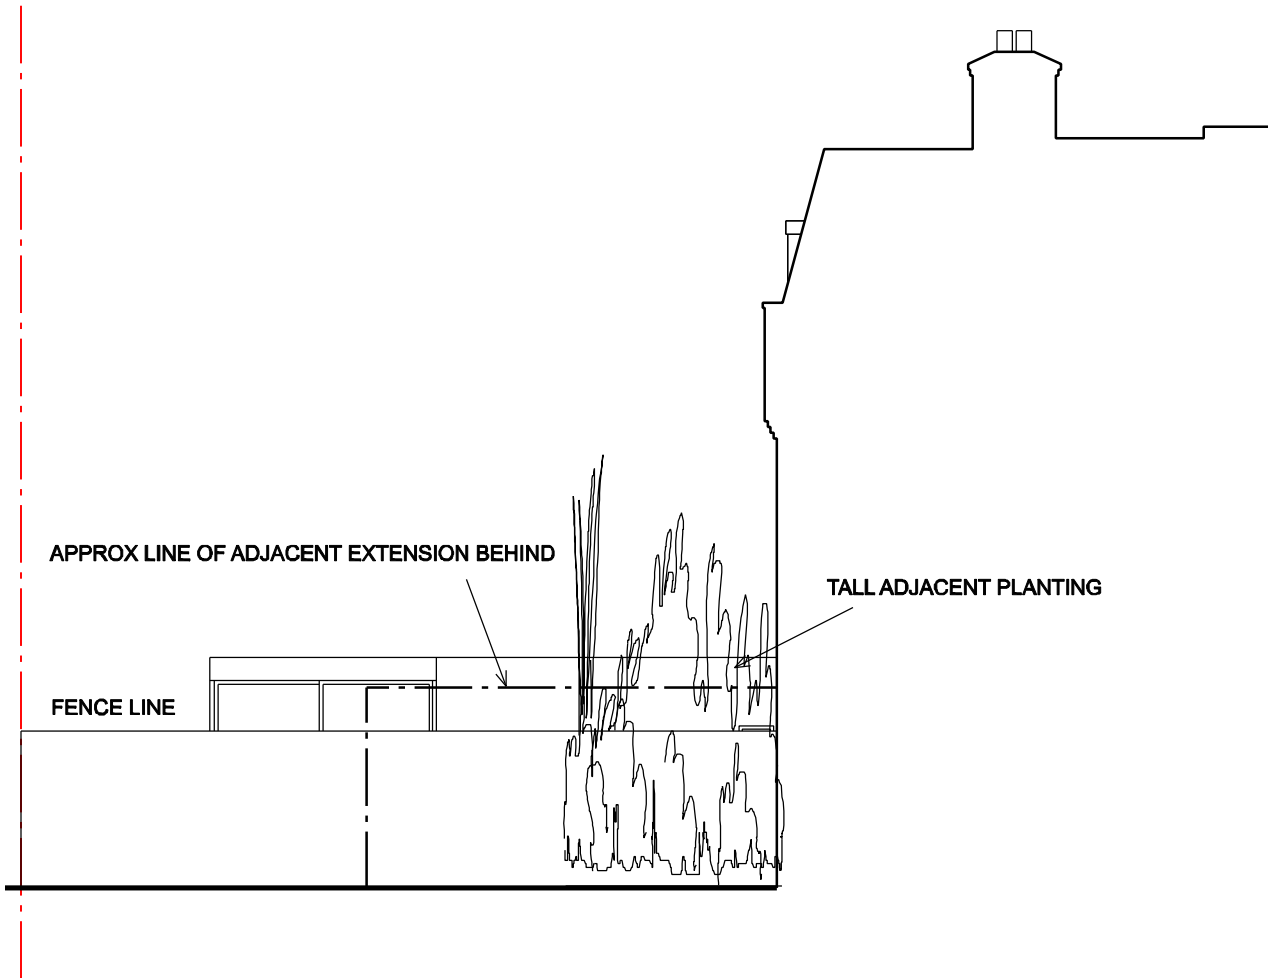 APPROX LINE OF ADJACENT EXTENSION BEHIND
TALL ADJACENT PLANTING
FENCE LINE